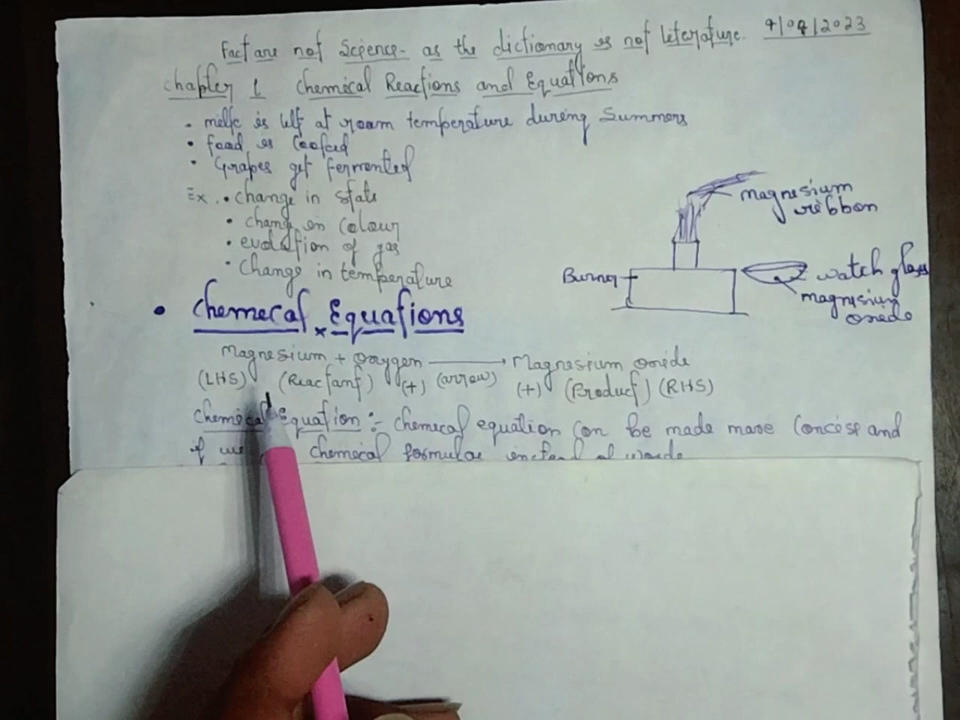 Fact are not Science - as the dictionary is not literature. 9/04/2023
Chapter 1 Chemical Reactions and Equations
• milk is left at room temperature during Summers
• food is Cooked
• Grapes get fermented
Ex. • change in state
• change in Colour
• evolution of gas
• Change in temperature
magnesium
ribbon
Burner
watch glass
magnesium
oxide
• Chemecal Equations
Magnesium + Oxygen → Magnesium oxide
(LHS) (Reactant) (+) (arrow) (+) (Product) (RHS)
Chemical Equation :- Chemical equation can be made more Concise and
if we chemical formulae